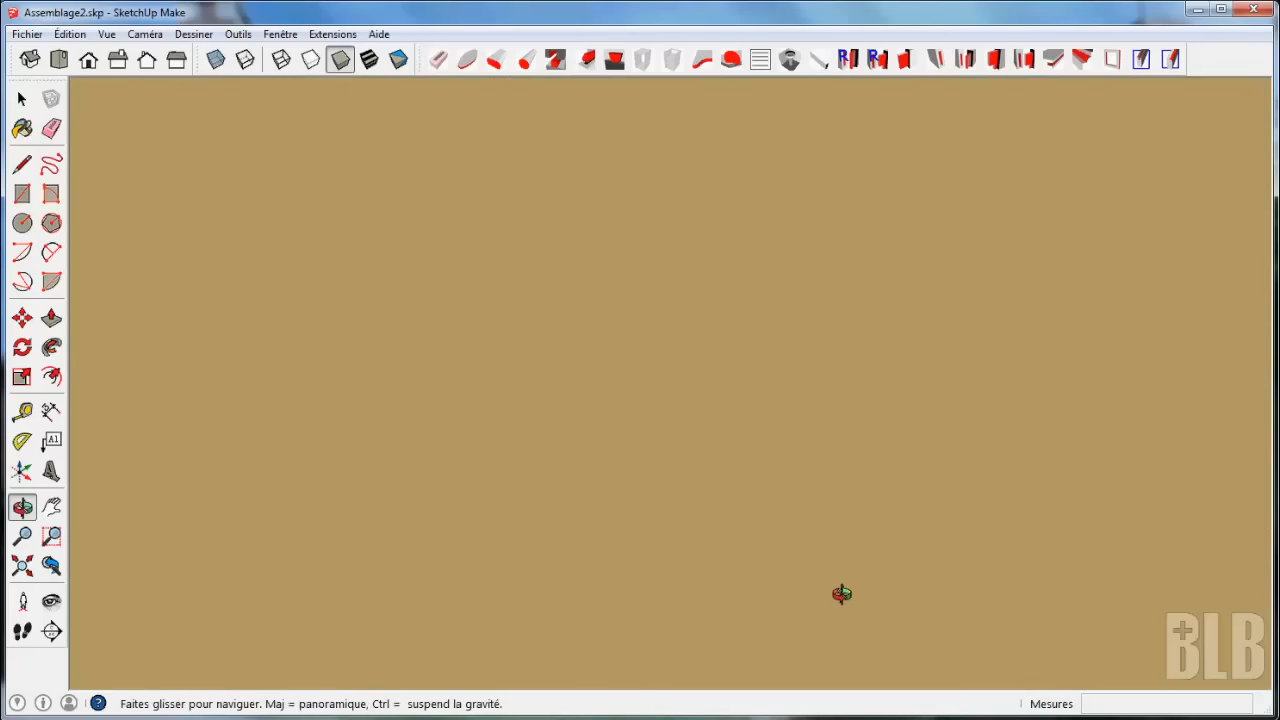 Assemblage2.skp - SketchUp Make
Fichier Édition Vue Caméra Dessiner Outils Fenêtre Extensions Aide
R R
A1
BLB
Faites glisser pour naviguer. Maj = panoramique, Ctrl = suspend la gravité. Mesures